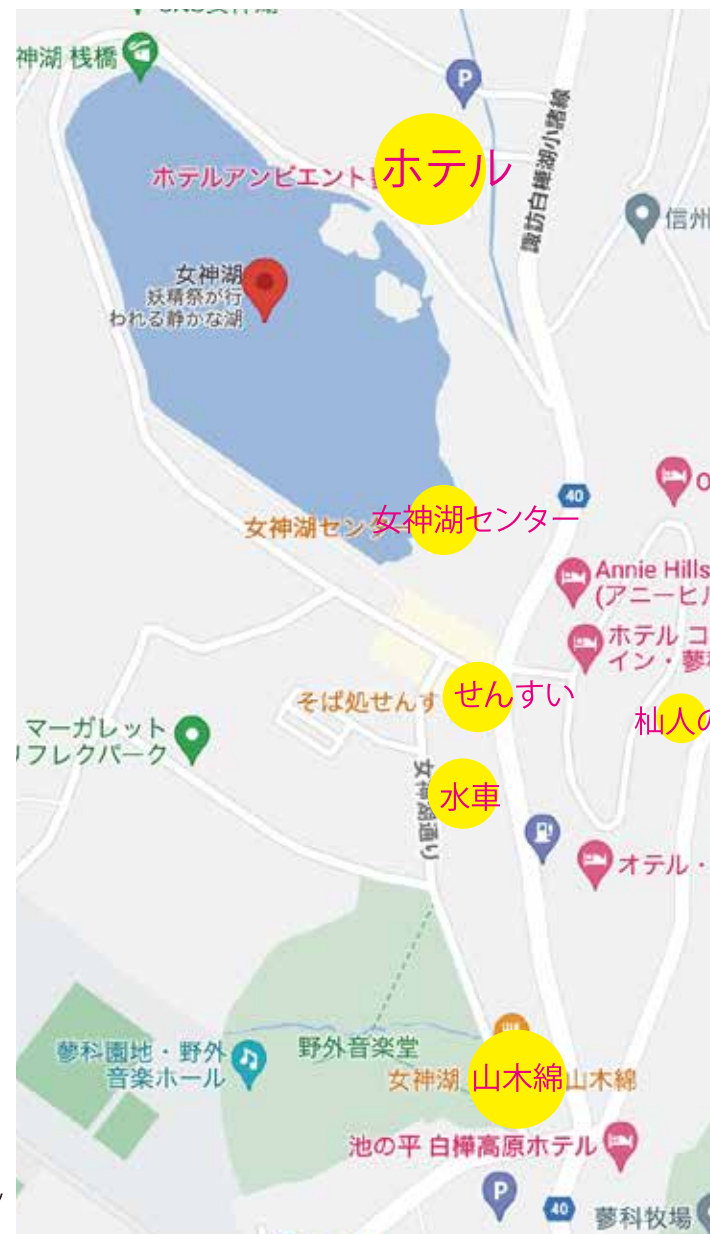 神湖 桟橋
P
ホテルアンビエント
ホテル
諏訪白樺湖小諸線
信州
女神湖
妖精祭が行
われる静かな湖
40
O
女神湖セン
女神湖センター
Annie Hills
(アニーヒル
ホテル コ
イン・蓼科
そば処せんす
せんすい
杣人の
マーガレット
リフレクパーク
水車
女神湖通り
オテル・
蓼科園地・野外
音楽ホール
野外音楽堂
女神湖
山木綿
山木綿
池の平 白樺高原ホテル
P
40
蓼科牧場